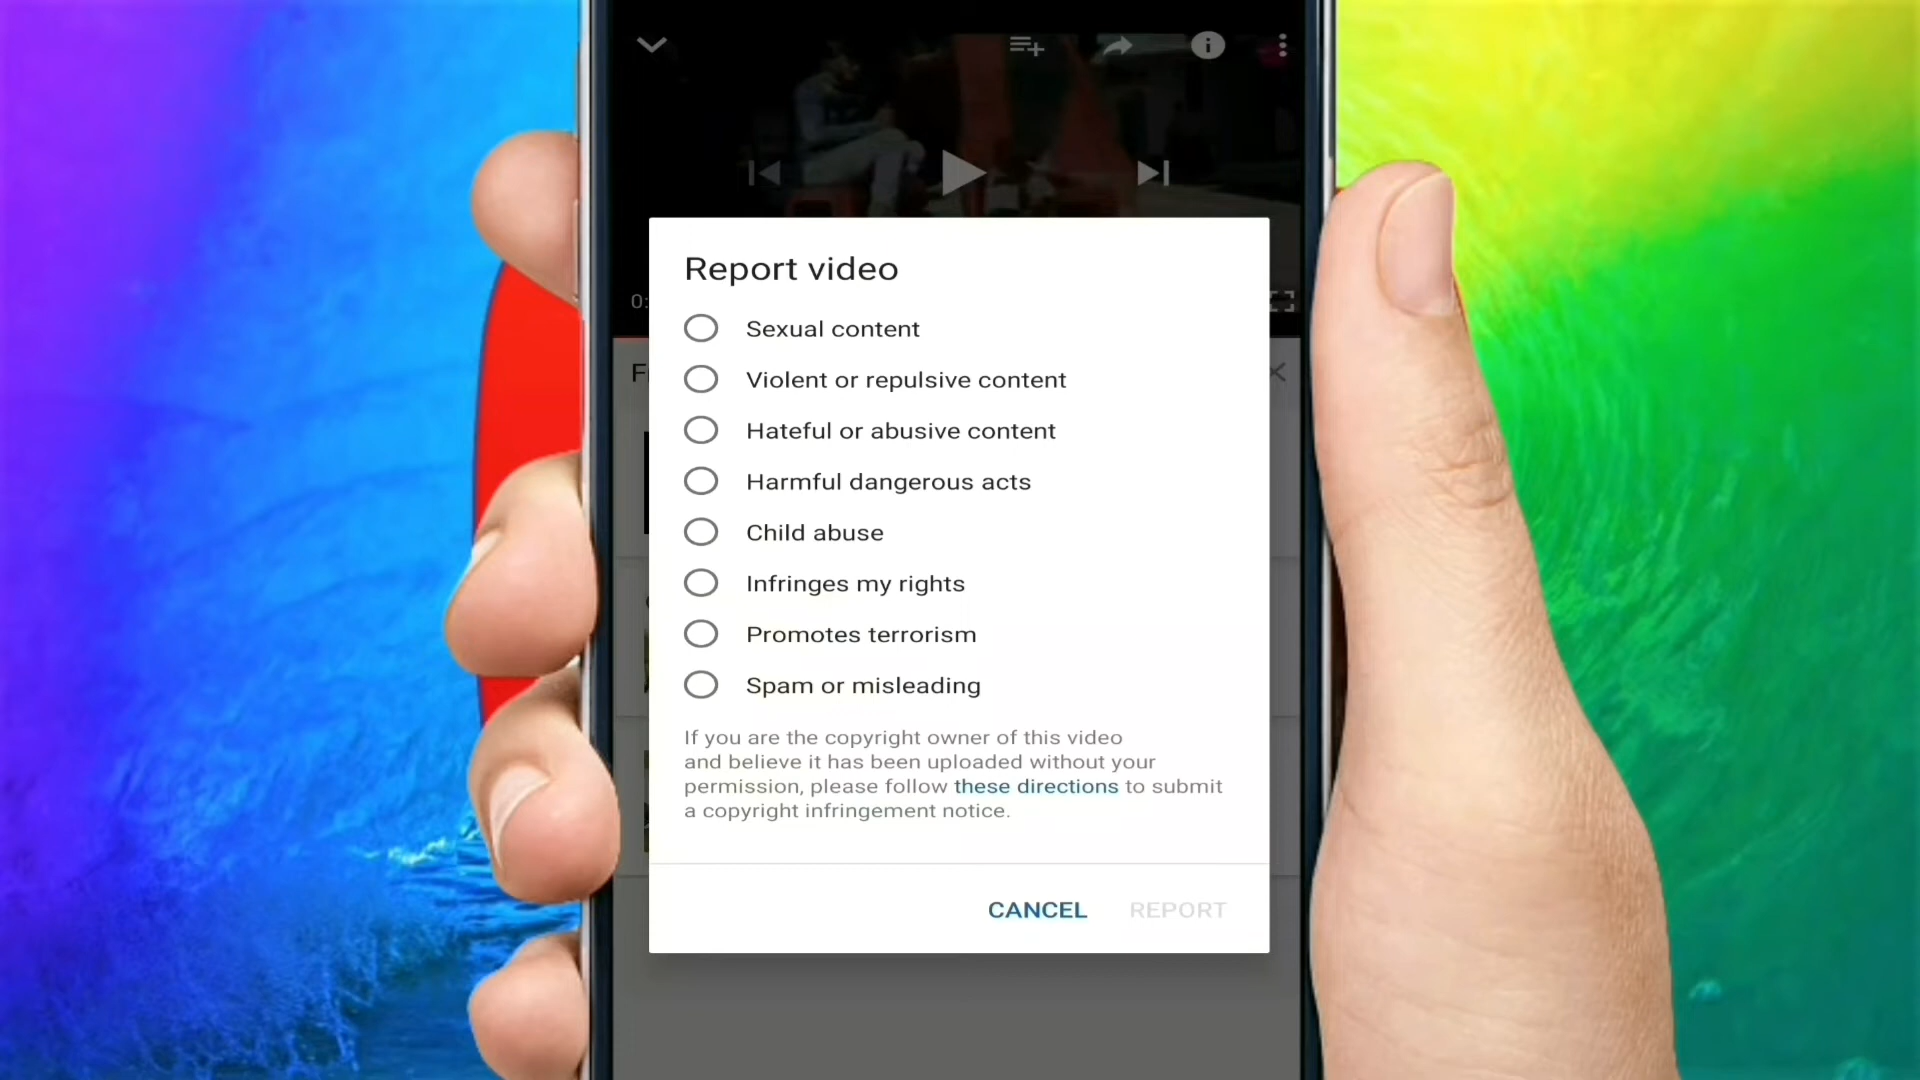 Report video
Sexual content
Violent or repulsive content
Hateful or abusive content
Harmful dangerous acts
Child abuse
Infringes my rights
Promotes terrorism
Spam or misleading
If you are the copyright owner of this video
and believe it has been uploaded without your
permission, please follow these directions to submit
a copyright infringement notice.
CANCEL REPORT